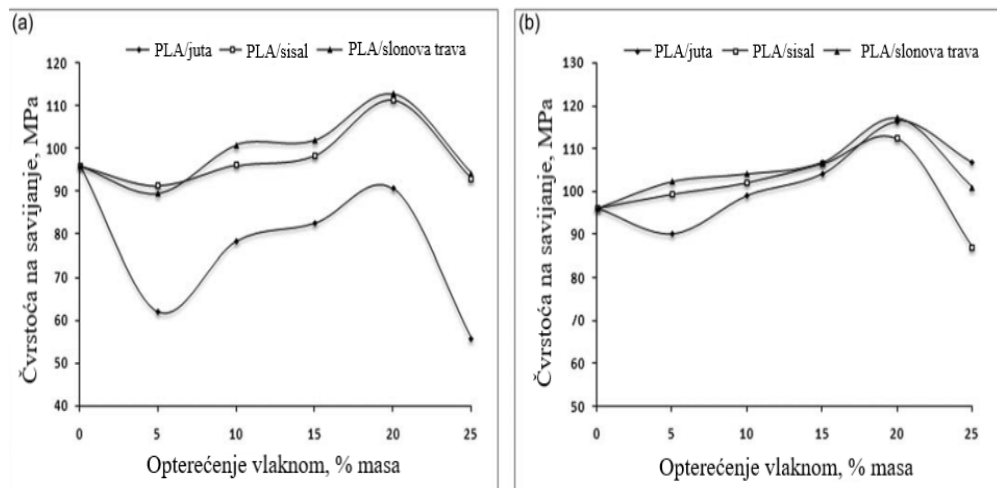 (a)
PLA/juta PLA/sisal PLA/slonova trava
120
110
100
90
80
70
60
50
40
Čvrstoća na savijanje, MPa
0 5 10 15 20 25
Opterećenje vlaknom, % masa
(b)
PLA/juta PLA/sisal PLA/slonova trava
130
120
110
100
90
80
70
60
50
Čvrstoća na savijanje, MPa
0 5 10 15 20 25
Opterećenje vlaknom, % masa